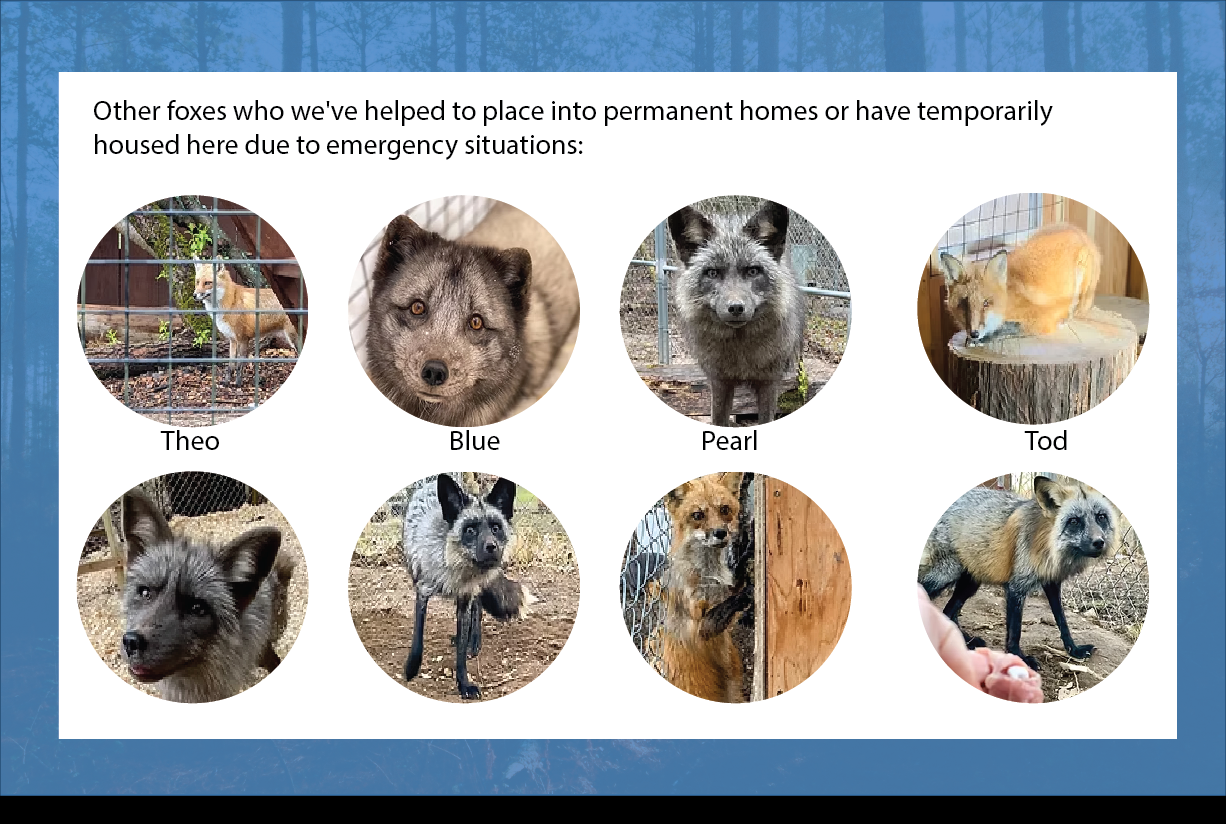 Other foxes who we've helped to place into permanent homes or have temporarily
housed here due to emergency situations:
Theo
Blue
Pearl
Tod